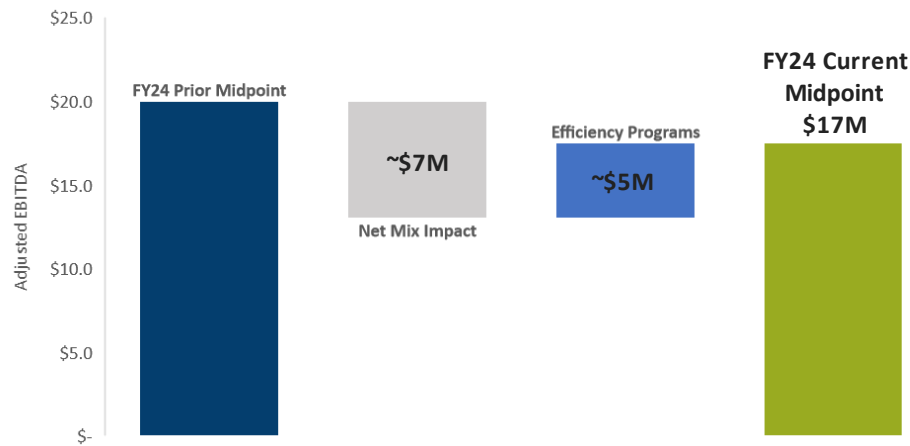 $25.0
$20.0
$15.0
$10.0
$5.0
$-
Adjusted EBITDA
FY24 Prior Midpoint
~$7M
Net Mix Impact
Efficiency Programs
~$5M
FY24 Current
Midpoint
$17M